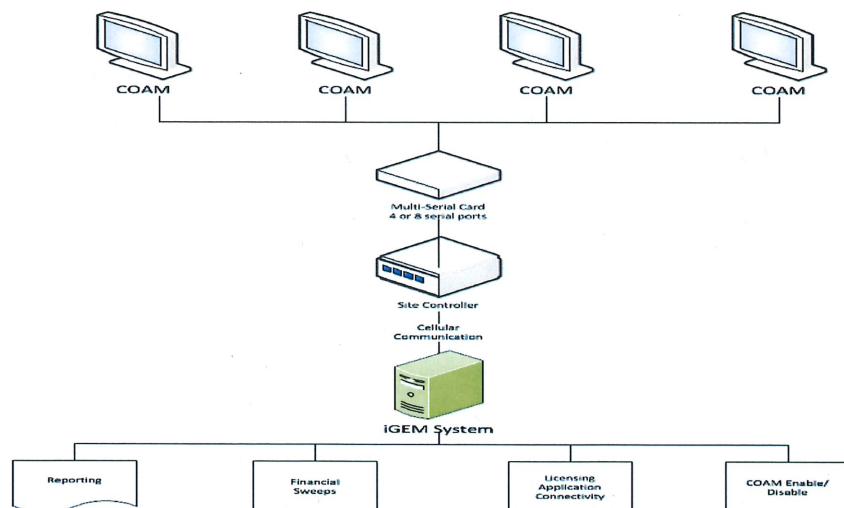 COAM
COAM
COAM
COAM
Multi-Serial Card
4 or 8 serial ports
Site Controller
Cellular
Communication
iGEM System
Reporting
Financial
Sweeps
Licensing
Application
Connectivity
COAM Enable/
Disable